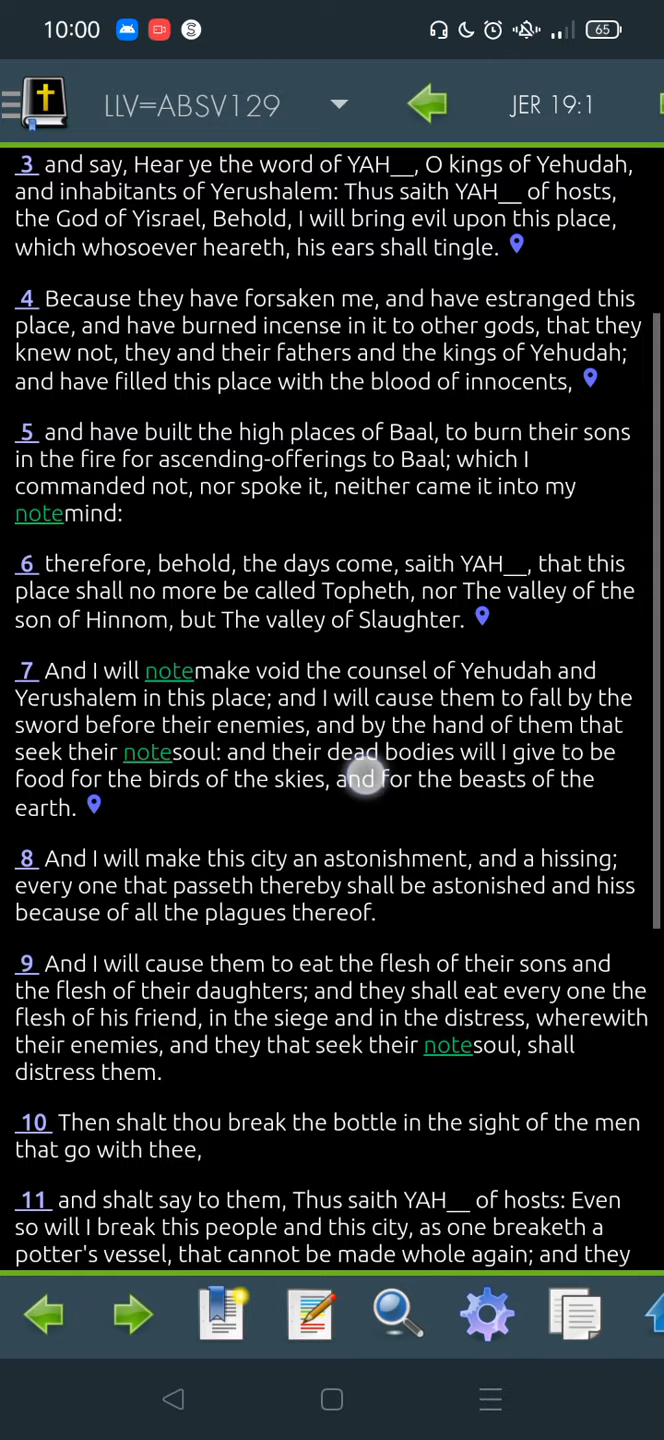 10:00
S
65
LLV=ABSV129
JER 19:1
3 and say, Hear ye the word of YAH__, O kings of Yehudah,
and inhabitants of Yerushalem: Thus saith YAH__ of hosts,
the God of Yisrael, Behold, I will bring evil upon this place,
which whosoever heareth, his ears shall tingle.
4 Because they have forsaken me, and have estranged this
place, and have burned incense in it to other gods, that they
knew not, they and their fathers and the kings of Yehudah;
and have filled this place with the blood of innocents,
5 and have built the high places of Baal, to burn their sons
in the fire for ascending-offerings to Baal; which I
commanded not, nor spoke it, neither came it into my
notemind:
6 therefore, behold, the days come, saith YAH__, that this
place shall no more be called Topheth, nor The valley of the
son of Hinnom, but The valley of Slaughter.
7 And I will notemake void the counsel of Yehudah and
Yerushalem in this place; and I will cause them to fall by the
sword before their enemies, and by the hand of them that
seek their notesoul: and their dead bodies will I give to be
food for the birds of the skies, and for the beasts of the
earth.
8 And I will make this city an astonishment, and a hissing;
every one that passeth thereby shall be astonished and hiss
because of all the plagues thereof.
9 And I will cause them to eat the flesh of their sons and
the flesh of their daughters; and they shall eat every one the
flesh of his friend, in the siege and in the distress, wherewith
their enemies, and they that seek their notesoul, shall
distress them.
10 Then shalt thou break the bottle in the sight of the men
that go with thee,
11 and shalt say to them, Thus saith YAH__ of hosts: Even
so will I break this people and this city, as one breaketh a
potter's vessel, that cannot be made whole again; and they